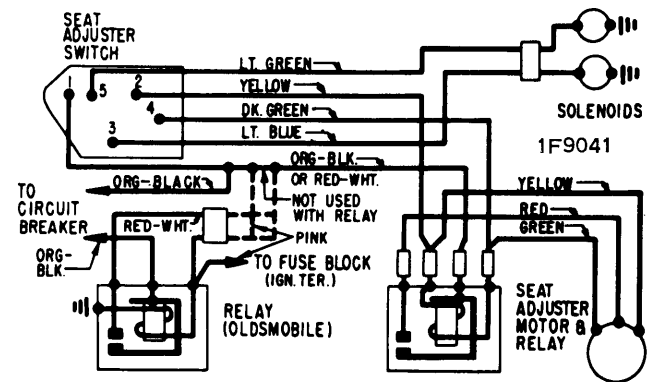 SEAT
ADJUSTER
SWITCH
1
5
2
4
3
LT. GREEN
YELLOW
DK. GREEN
LT. BLUE
SOLENOIDS
1F9041
ORG-BLK.
OR RED-WHT.
ORG-BLACK
NOT USED
WITH RELAY
TO
CIRCUIT
BREAKER
RED-WHT.
PINK
ORG-
BLK.
TO FUSE BLOCK
(IGN. TER.)
RELAY
(OLDSMOBILE)
YELLOW
RED
GREEN
SEAT
ADJUSTER
MOTOR &
RELAY